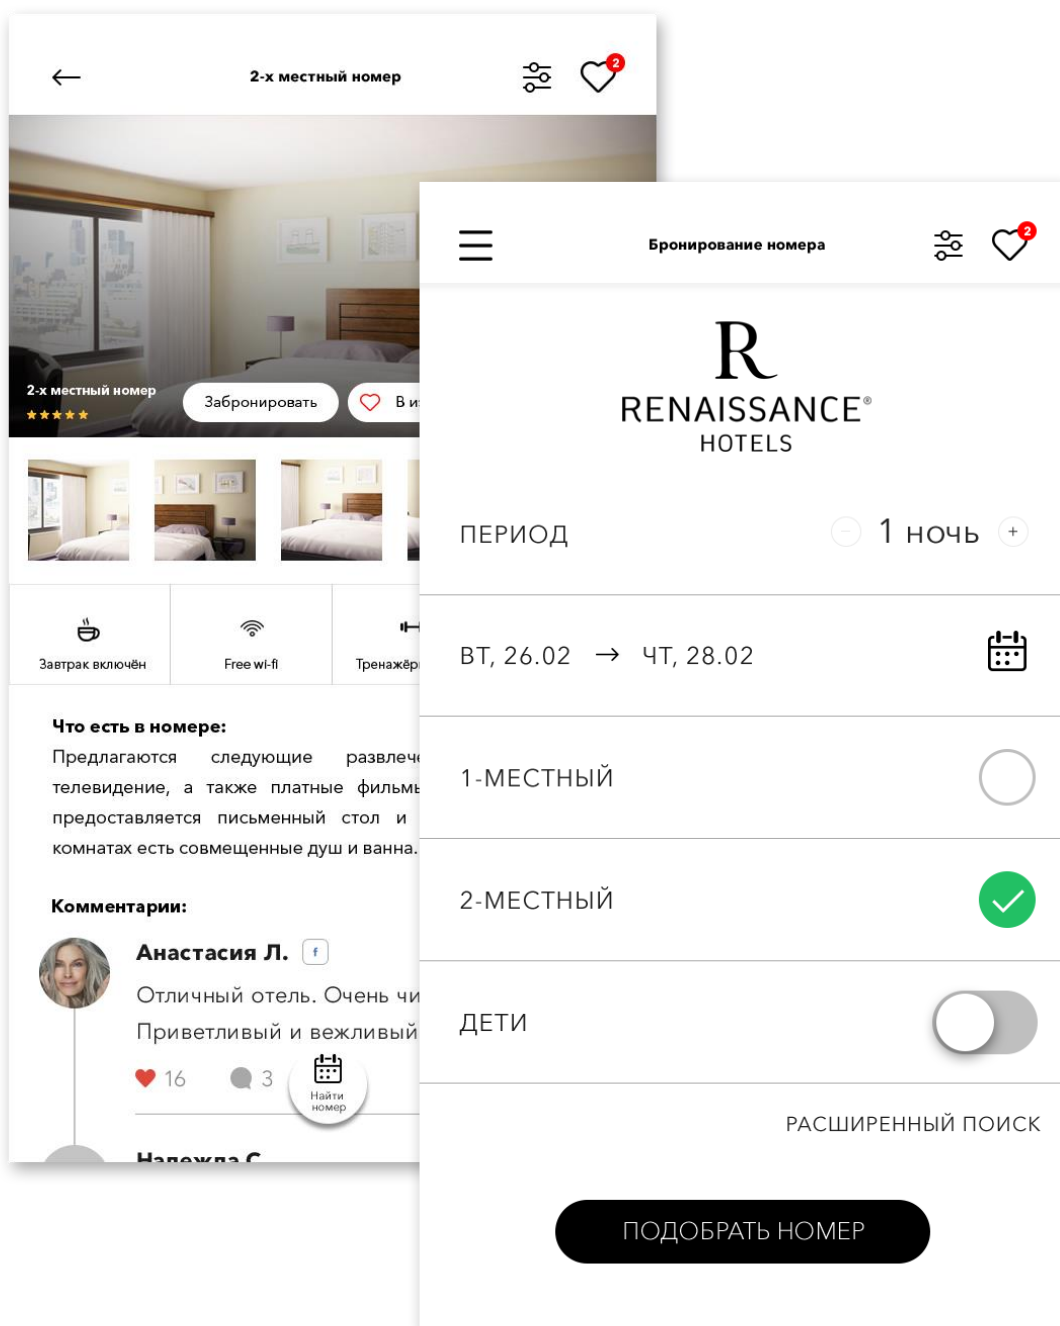 2-х местный номер
2
2-х местный номер
Забронировать
В
Завтрак включён
Free wi-fi
Что есть в номере:
Предлагаются следующие
телевидение, а также платные
предоставляется письменный стол и
комнатах есть совмещенные душ и ванна.
Комментарии:
Анастасия Л.
f
Отличный отель. Очень
Приветливый и вежливый
16
3
Найти
номер
Надежда С
Бронирование номера
2
R
RENAISSANCE®
HOTELS
ПЕРИОД
− 1 ночь +
ВТ, 26.02 → ЧТ, 28.02
1-МЕСТНЫЙ
2-МЕСТНЫЙ
ДЕТИ
РАСШИРЕННЫЙ ПОИСК
ПОДОБРАТЬ НОМЕР